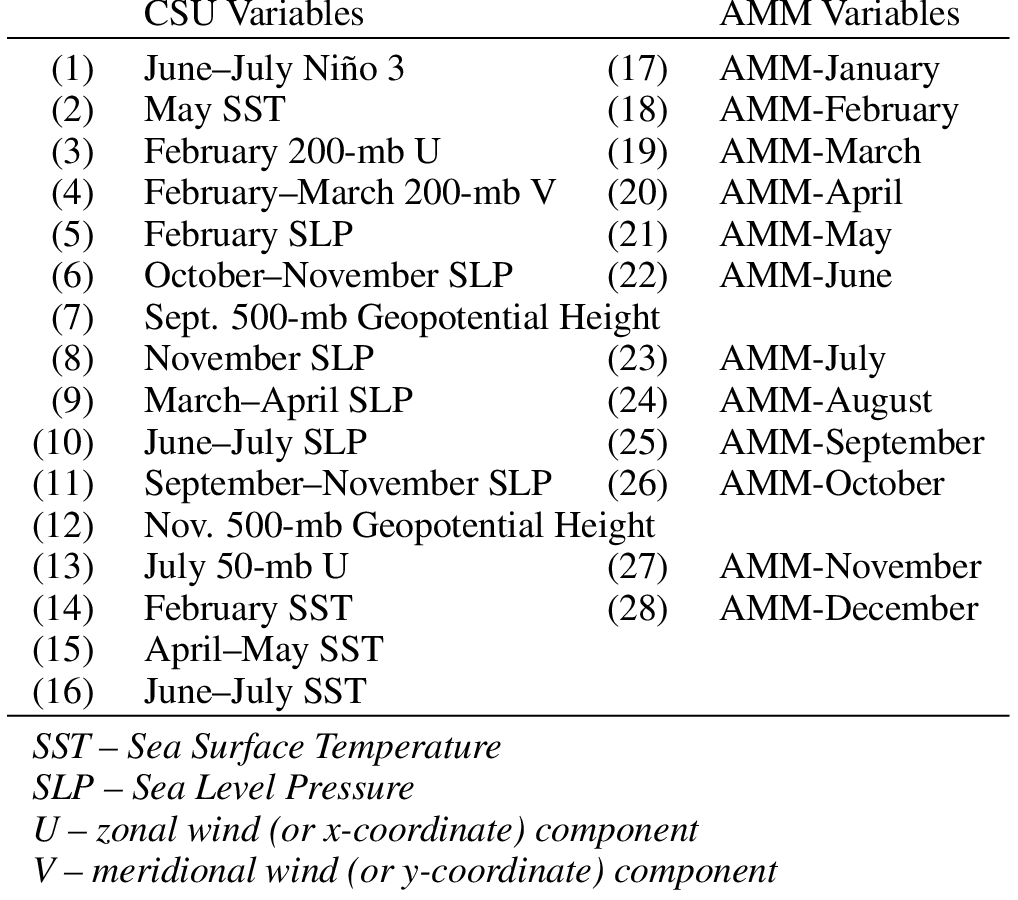 CSU Variables AMM Variables
(1) June–July Niño 3 (17) AMM-January
(2) May SST (18) AMM-February
(3) February 200-mb U (19) AMM-March
(4) February–March 200-mb V (20) AMM-April
(5) February SLP (21) AMM-May
(6) October–November SLP (22) AMM-June
(7) Sept. 500-mb Geopotential Height
(8) November SLP (23) AMM-July
(9) March–April SLP (24) AMM-August
(10) June–July SLP (25) AMM-September
(11) September–November SLP (26) AMM-October
(12) Nov. 500-mb Geopotential Height
(13) July 50-mb U (27) AMM-November
(14) February SST (28) AMM-December
(15) April–May SST
(16) June–July SST
SST – Sea Surface Temperature
SLP – Sea Level Pressure
U – zonal wind (or x-coordinate) component
V – meridional wind (or y-coordinate) component